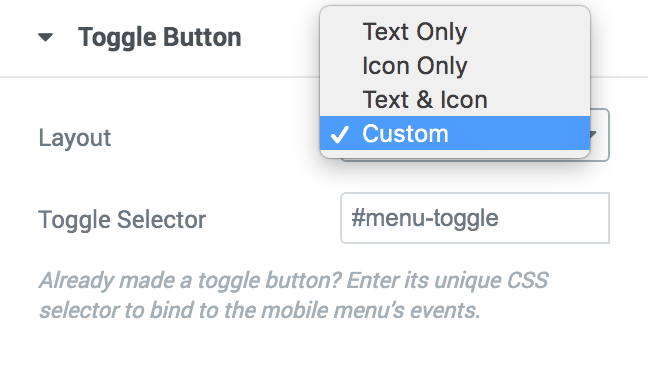 Toggle Button
Text Only
Icon Only
Text & Icon
✓ Custom
Layout
Toggle Selector
#menu-toggle
Already made a toggle button? Enter its unique CSS
selector to bind to the mobile menu’s events.